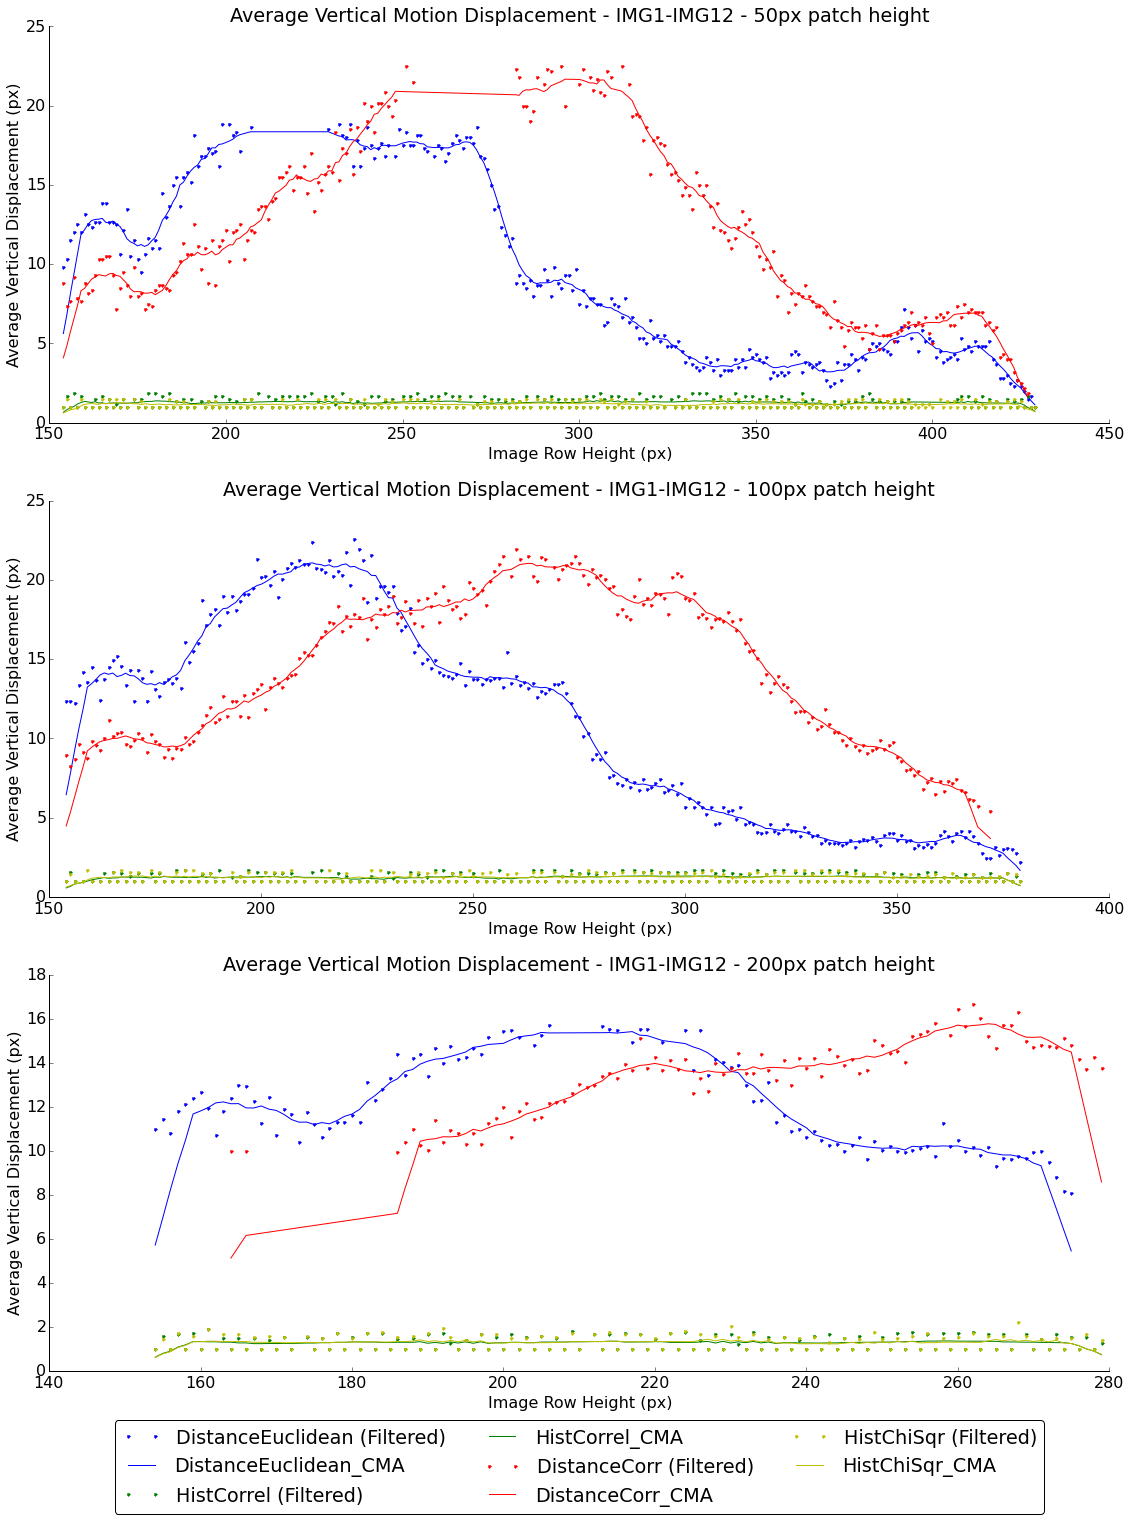 Average Vertical Motion Displacement - IMG1-IMG12 - 50px patch height
25
20
15
10
5
0
Average Vertical Displacement (px)
150 200 250 300 350 400 450
Image Row Height (px)
Average Vertical Motion Displacement - IMG1-IMG12 - 100px patch height
25
20
15
10
5
0
Average Vertical Displacement (px)
150 200 250 300 350 400
Image Row Height (px)
Average Vertical Motion Displacement - IMG1-IMG12 - 200px patch height
18
16
14
12
10
8
6
4
2
0
Average Vertical Displacement (px)
140 160 180 200 220 240 260 280
Image Row Height (px)
DistanceEuclidean (Filtered)
DistanceEuclidean_CMA
HistCorrel (Filtered)
HistCorrel_CMA
DistanceCorr (Filtered)
DistanceCorr_CMA
HistChiSqr (Filtered)
HistChiSqr_CMA